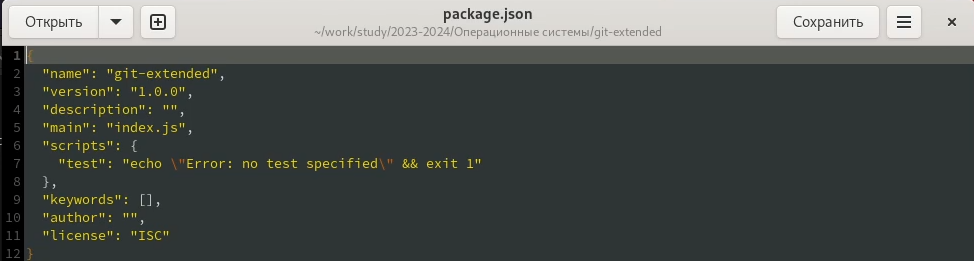 Открыть
package.json
~/work/study/2023-2024/Операционные системы/git-extended
Сохранить
1 {
2   "name": "git-extended",
3   "version": "1.0.0",
4   "description": "",
5   "main": "index.js",
6   "scripts": {
7     "test": "echo \"Error: no test specified\" && exit 1"
8   },
9   "keywords": [],
10   "author": "",
11   "license": "ISC"
12 }